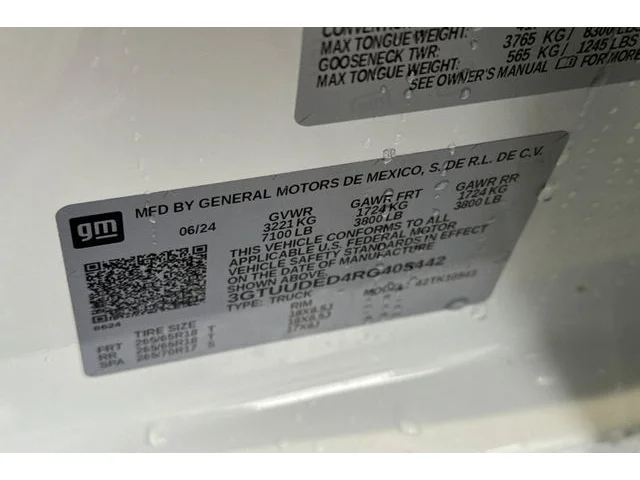 MAX TONGUE WEIGHT: 3765 KG / 8300 LBS
GOOSENECK TWR: 565 KG / 1245 LBS
MAX TONGUE WEIGHT:
SEE OWNER'S MANUAL FOR MORE
gm
MFD BY GENERAL MOTORS DE MEXICO, S. DE R.L. DE C.V.
06/24
GVWR GAWR FRT GAWR RR
3221 KG 1724 KG 1724 KG
7100 LB 3800 LB 3800 LB
THIS VEHICLE CONFORMS TO ALL
APPLICABLE U.S. FEDERAL MOTOR
VEHICLE SAFETY STANDARDS IN EFFECT
ON THE DATE OF MANUFACTURE
SHOWN ABOVE.
3GTUUDED4RG405442
TYPE: TRUCK MODEL:
6624
TIRE SIZE RIM
FRT 265/65R18 T 18X8.5J
RR 265/65R18 T 18X8.5J
SPA 265/70R17 S 17X8J